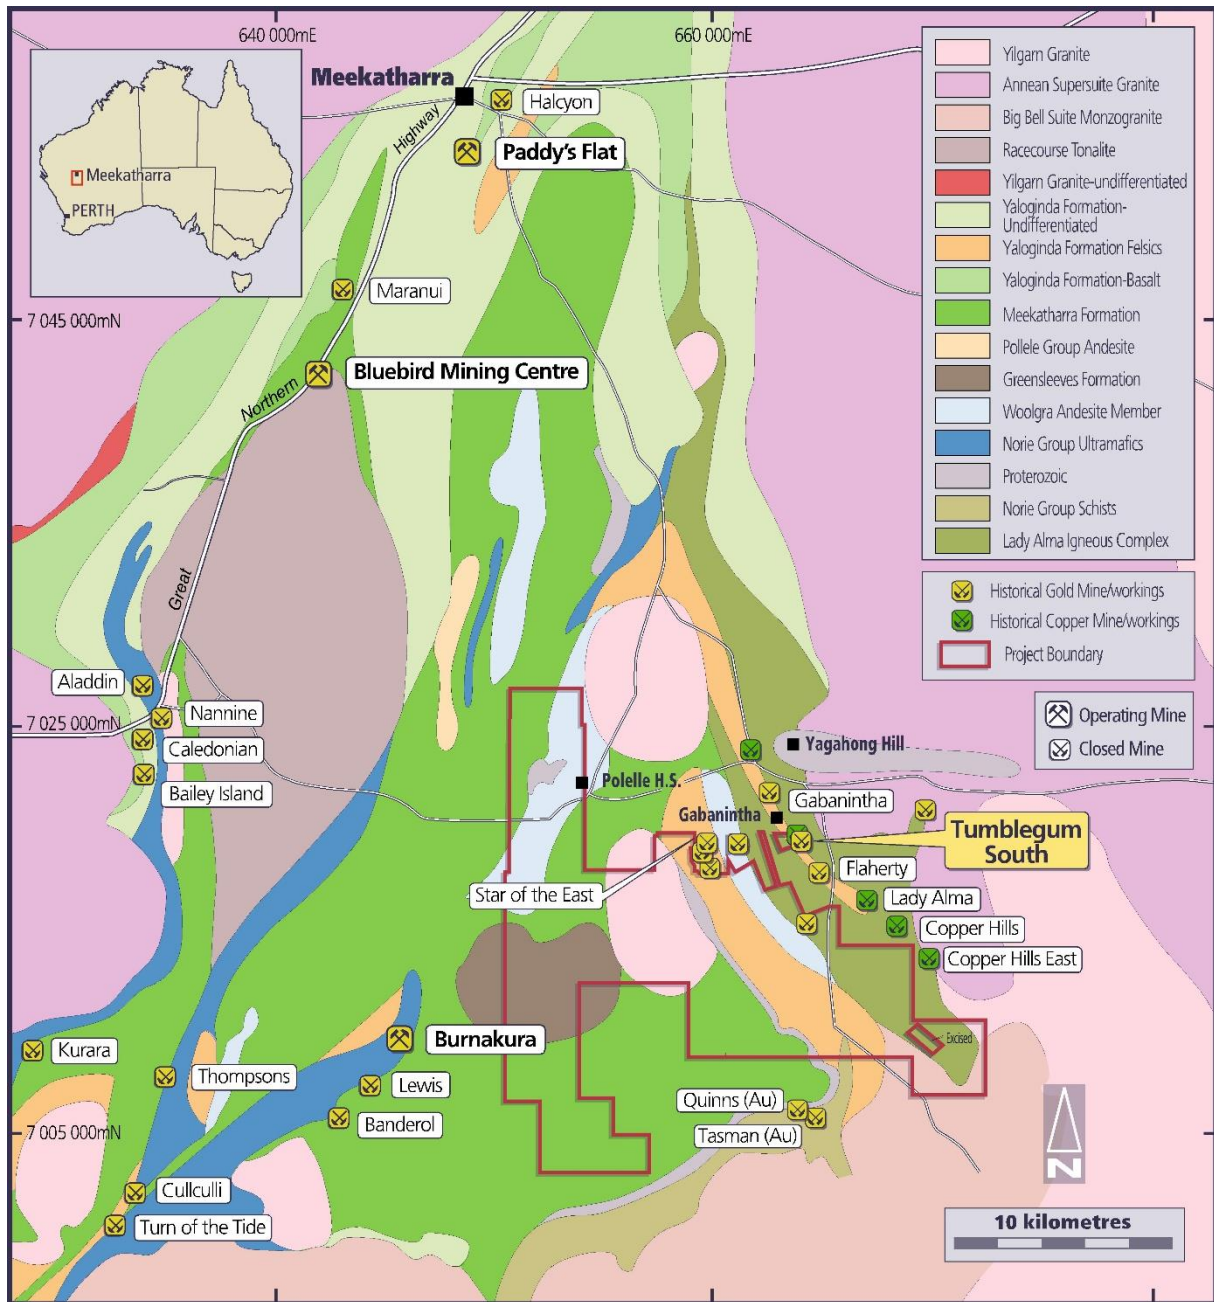 640 000mE
660 000mE
Meekatharra
PERTH
Meekatharra
Halcyon
Highway
Paddy's Flat
Maranui
7 045 000mN
Bluebird Mining Centre
Northern
Great
Aladdin
Nannine
7 025 000mN
Caledonian
Bailey Island
Yagahong Hill
Polelle H.S.
Gabanintha
Gabanintha
Tumblegum
South
Flaherty
Star of the East
Lady Alma
Copper Hills
Copper Hills East
Excised
Burnakura
Kurara
Thompsons
Lewis
Banderol
Quinns (Au)
Tasman (Au)
7 005 000mN
Cullculli
Turn of the Tide
N
10 kilometres
Yilgarn Granite
Annean Supersuite Granite
Big Bell Suite Monzogranite
Racecourse Tonalite
Yilgarn Granite-undifferentiated
Yaloginda Formation-
Undifferentiated
Yaloginda Formation Felsics
Yaloginda Formation-Basalt
Meekatharra Formation
Pollele Group Andesite
Greensleeves Formation
Woolgra Andesite Member
Norie Group Ultramafics
Proterozoic
Norie Group Schists
Lady Alma Igneous Complex
Historical Gold Mine/workings
Historical Copper Mine/workings
Project Boundary
Operating Mine
Closed Mine